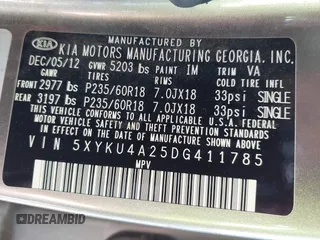 KIA KIA MOTORS MANUFACTURING GEORGIA, INC.
DEC/05/12 GVWR 5203 lbs PAINT IM TRIM VA
GAWR TIRES RIMS COLD TIRE INFL
FRONT 2977 lbs P235/60R18 7.0JX18 33psi SINGLE
REAR 3197 lbs P235/60R18 7.0JX18 33psi SINGLE
THIS VEHICLE CONFORMS TO ALL APPLICABLE U.S.A. FEDERAL
MOTOR VEHICLE SAFETY AND THEFT PREVENTION STANDARDS
IN EFFECT ON THE DATE OF MANUFACTURE SHOWN ABOVE.
VIN 5XYKU4A25DG411785
MPV
DREAMBID